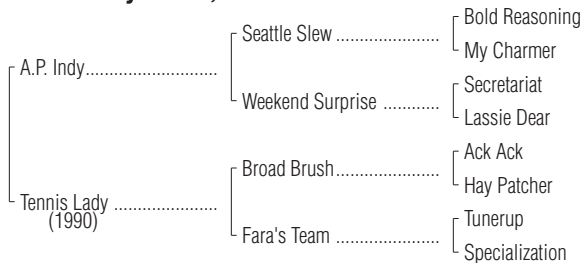 Bold Reasoning
Seattle Slew ....................
My Charmer
A.P. Indy.........................
Secretariat
Weekend Surprise ...........
Lassie Dear
Ack Ack
Broad Brush....................
Hay Patcher
Tennis Lady ....................
(1990)
Tunerup
Fara's Team ....................
Specialization